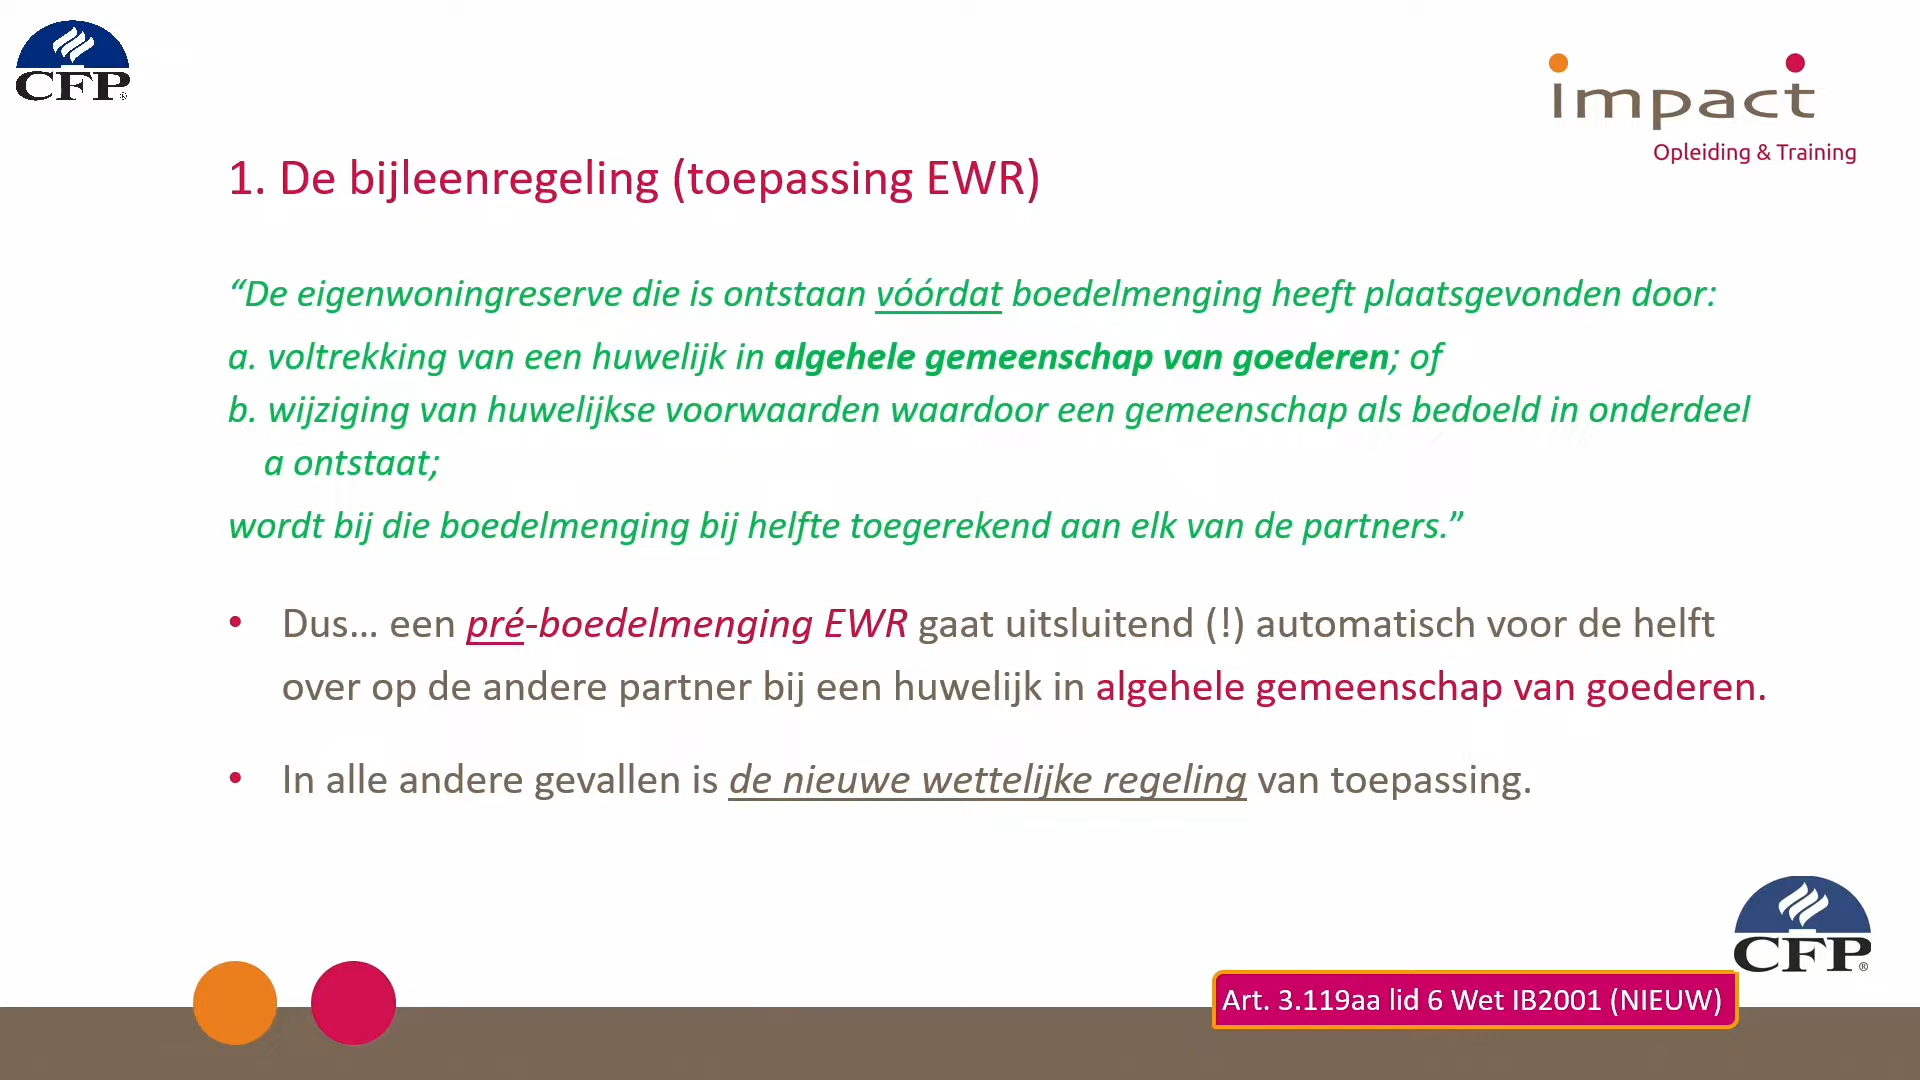 CFP®
impact
Opleiding & Training
1. De bijleenregeling (toepassing EWR)
“De eigenwoningreserve die is ontstaan vóórdat boedelmenging heeft plaatsgevonden door:
a. voltrekking van een huwelijk in algehele gemeenschap van goederen; of
b. wijziging van huwelijkse voorwaarden waardoor een gemeenschap als bedoeld in onderdeel
a ontstaat;
wordt bij die boedelmenging bij helfte toegerekend aan elk van de partners.”
• Dus... een pré-boedelmenging EWR gaat uitsluitend (!) automatisch voor de helft
over op de andere partner bij een huwelijk in algehele gemeenschap van goederen.
• In alle andere gevallen is de nieuwe wettelijke regeling van toepassing.
CFP®
Art. 3.119aa lid 6 Wet IB2001 (NIEUW)